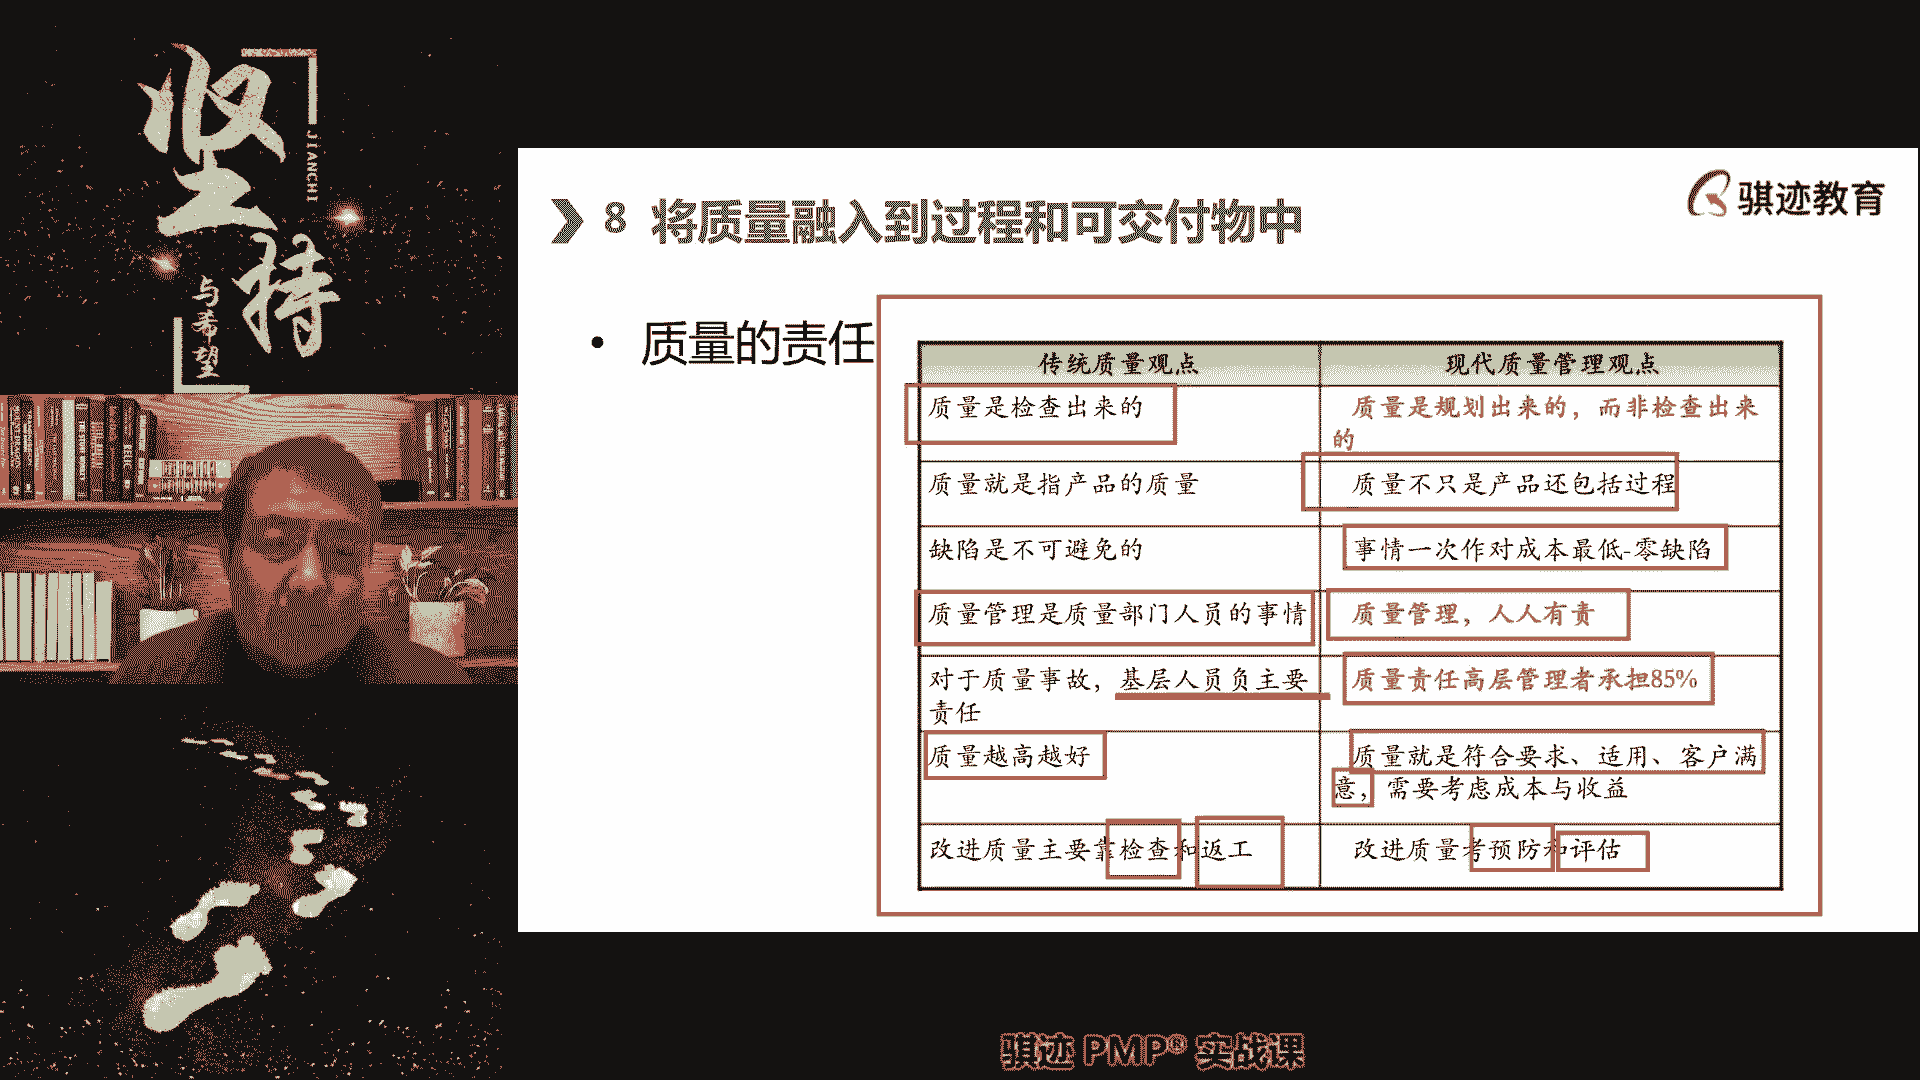 坚持
JIANCHI
与希望
8 将质量融入到过程和可交付物中
骐迹教育
• 质量的责任
传统质量观点
现代质量管理观点
质量是检查出来的
质量是规划出来的，而非检查出来
的
质量就是指产品的质量
质量不只是产品还包括过程
缺陷是不可避免的
事情一次作对成本最低-零缺陷
质量管理是质量部门人员的事情
质量管理，人人有责
对于质量事故，基层人员负主要
责任
质量责任高层管理者承担85%
质量越高越好
质量就是符合要求、适用、客户满
意，需要考虑成本与收益
改进质量主要靠检查和返工
改进质量考预防和评估
骐迹 PMP® 实战课